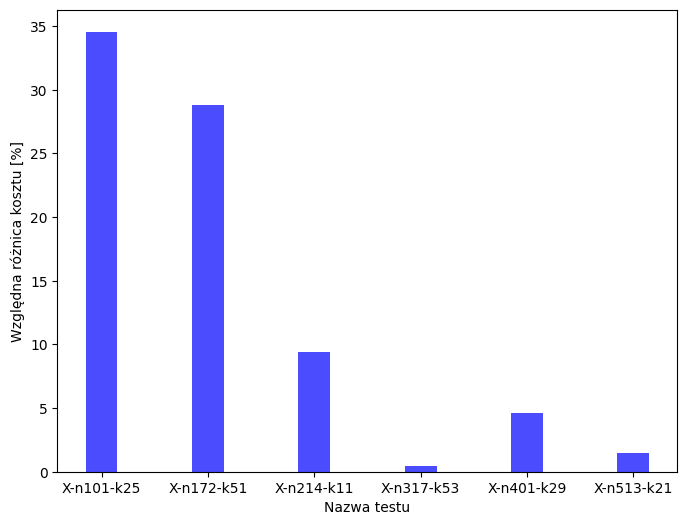 35
30
25
20
15
10
5
0
Względna różnica kosztu [%]
X-n101-k25 X-n172-k51 X-n214-k11 X-n317-k53 X-n401-k29 X-n513-k21
Nazwa testu